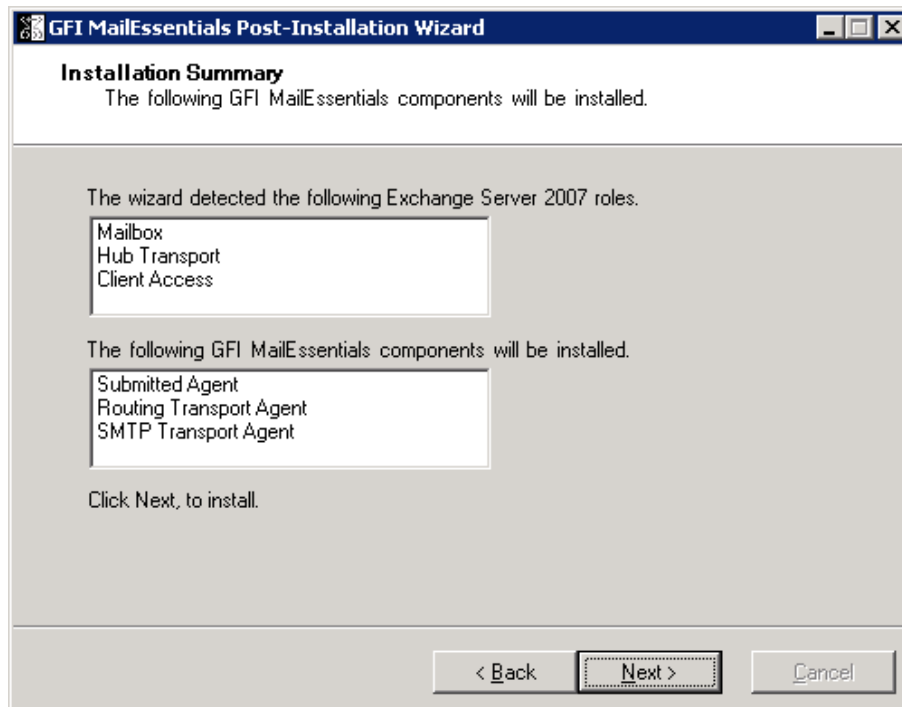 GFI MailEssentials Post-Installation Wizard
Installation Summary
The following GFI MailEssentials components will be installed.
The wizard detected the following Exchange Server 2007 roles.
Mailbox
Hub Transport
Client Access
The following GFI MailEssentials components will be installed.
Submitted Agent
Routing Transport Agent
SMTP Transport Agent
Click Next, to install.
< Back
Next >
Cancel